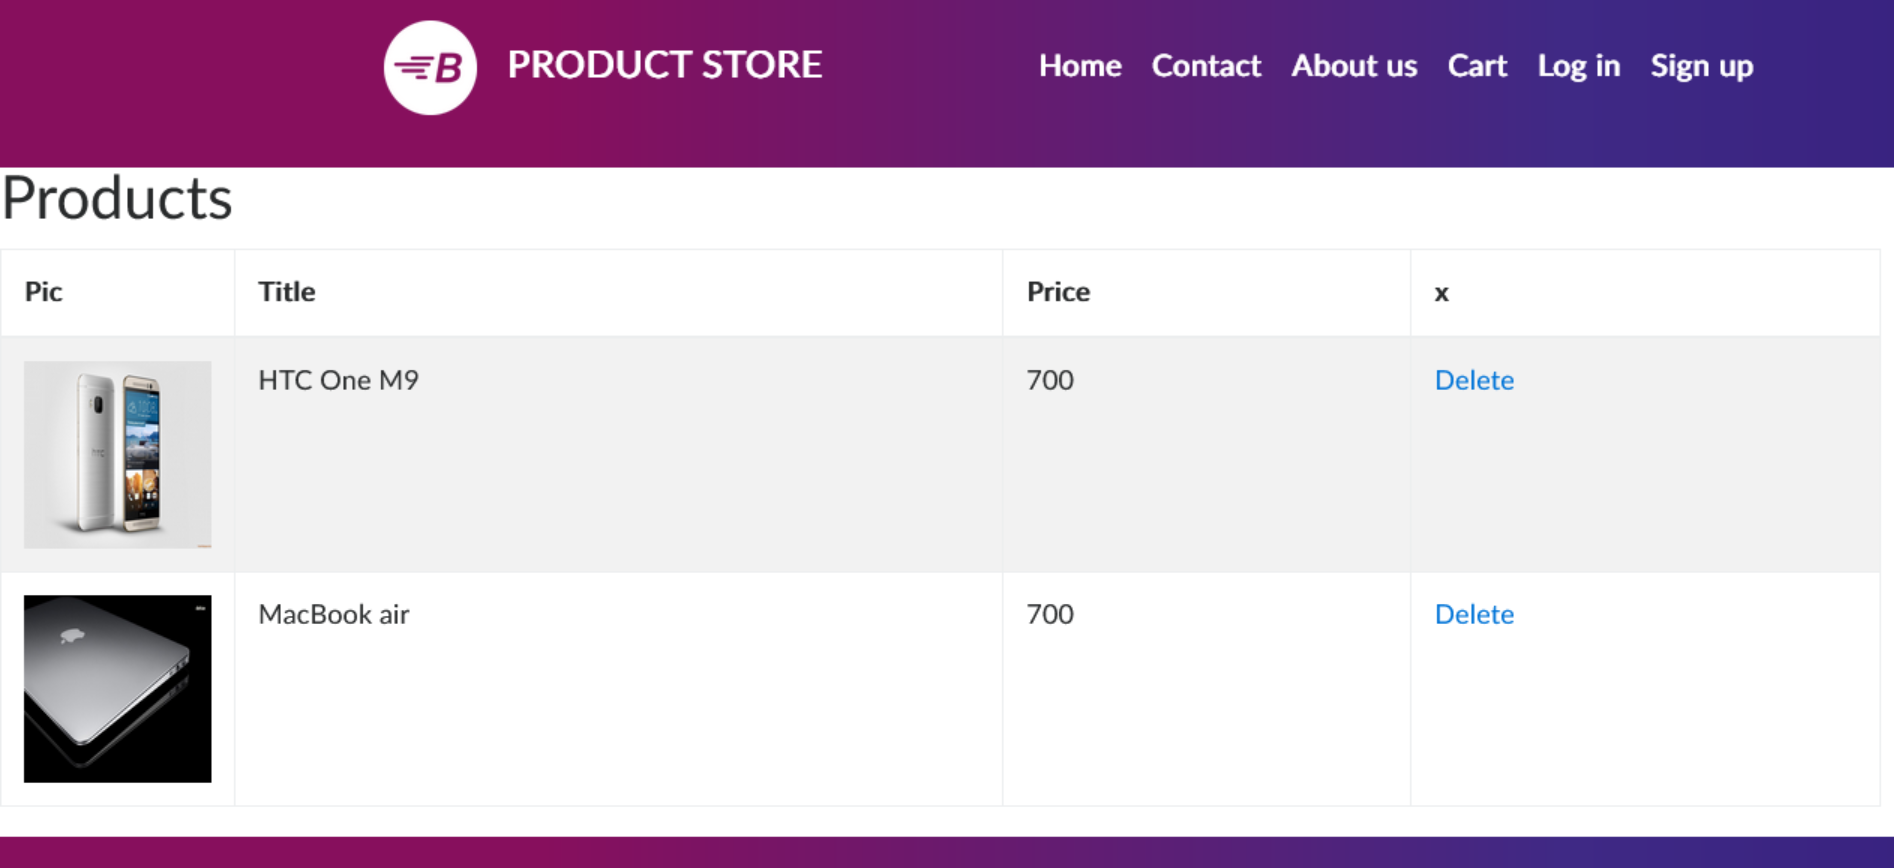 B PRODUCT STORE Home Contact About us Cart Log in Sign up
Products
Pic Title Price x
HTC One M9 700 Delete
MacBook air 700 Delete